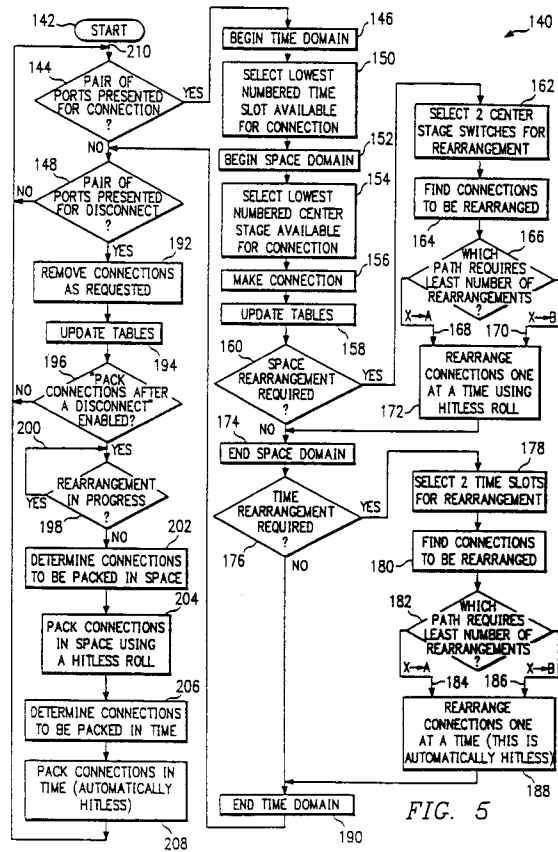 140
142
START
210
144
PAIR OF
PORTS PRESENTED
FOR CONNECTION
?
YES
NO
148
PAIR OF
PORTS PRESENTED
FOR DISCONNECT
?
NO
YES
192
REMOVE CONNECTIONS
AS REQUESTED
UPDATE TABLES
194
196
"PACK
CONNECTIONS AFTER
A DISCONNECT
ENABLED?
NO
YES
200
REARRANGEMENT
IN PROGRESS
?
YES
198
NO
202
DETERMINE CONNECTIONS
TO BE PACKED IN SPACE
204
PACK CONNECTIONS
IN SPACE USING
A HITLESS ROLL
206
DETERMINE CONNECTIONS
TO BE PACKED IN TIME
PACK CONNECTIONS IN
TIME (AUTOMATICALLY
HITLESS)
208
146
BEGIN TIME DOMAIN
150
SELECT LOWEST
NUMBERED TIME
SLOT AVAILABLE
FOR CONNECTION
152
BEGIN SPACE DOMAIN
154
SELECT LOWEST
NUMBERED CENTER
STAGE AVAILABLE
FOR CONNECTION
156
MAKE CONNECTION
UPDATE TABLES
158
160
SPACE
REARRANGEMENT
REQUIRED
?
YES
NO
174
END SPACE DOMAIN
TIME
REARRANGEMENT
REQUIRED
?
176
YES
NO
END TIME DOMAIN
190
162
SELECT 2 CENTER
STAGE SWITCHES FOR
REARRANGEMENT
FIND CONNECTIONS
TO BE REARRANGED
164
166
WHICH
PATH REQUIRES
LEAST NUMBER OF
REARRANGEMENTS
?
X→A
X→B
168
170
REARRANGE
CONNECTIONS ONE
AT A TIME USING
HITLESS ROLL
172
178
SELECT 2 TIME SLOTS
FOR REARRANGEMENT
FIND CONNECTIONS
TO BE REARRANGED
180
182
WHICH
PATH REQUIRES
LEAST NUMBER OF
REARRANGEMENTS
?
X→A
X→B
184
186
REARRANGE
CONNECTIONS ONE
AT A TIME (THIS IS
AUTOMATICALLY HITLESS)
188
FIG. 5